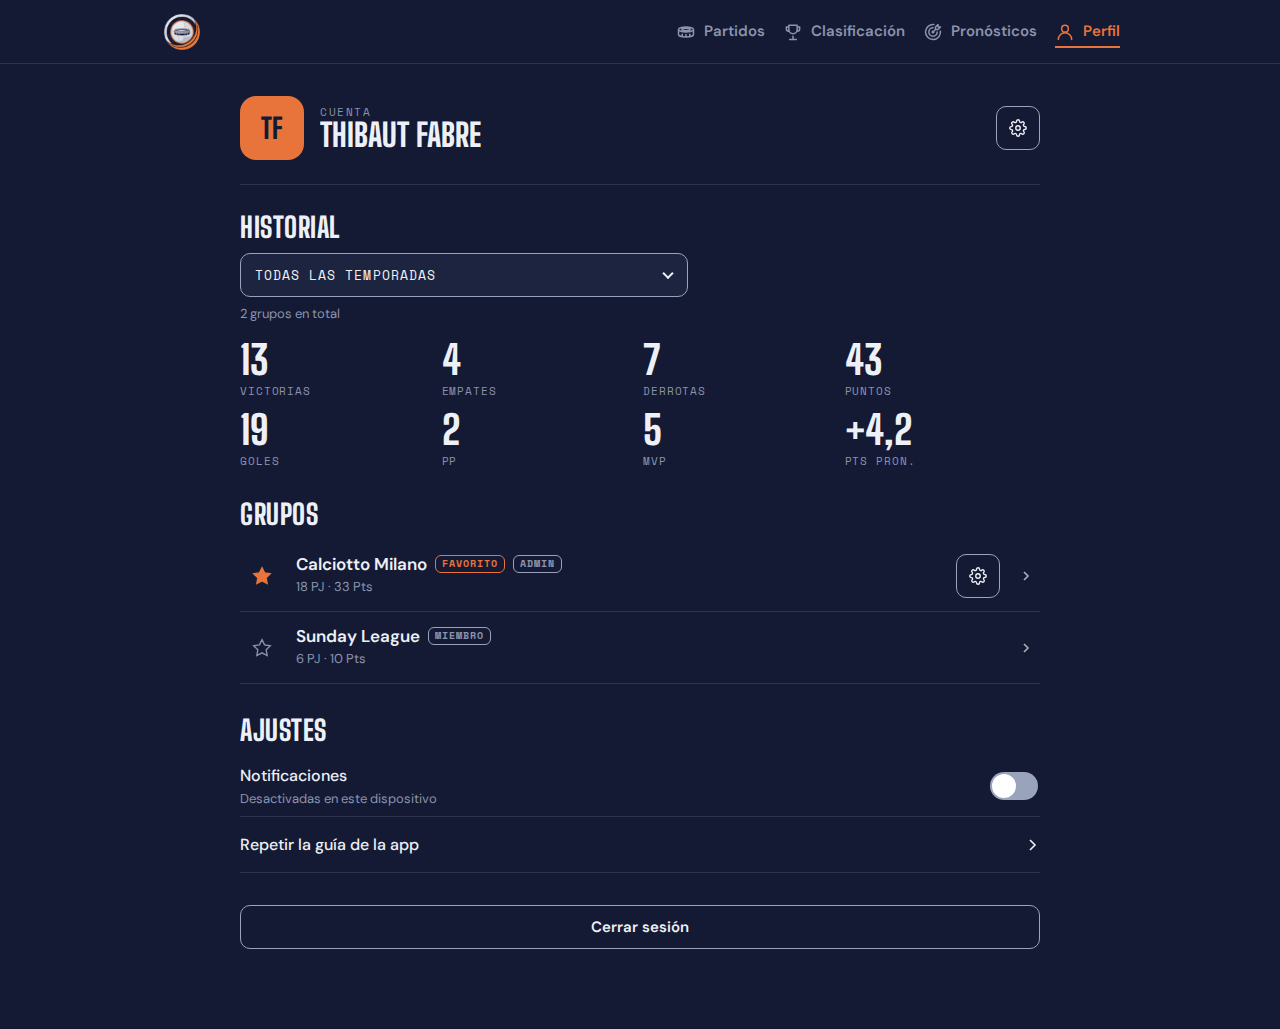 Partidos Clasificación Pronósticos Perfil
TF
CUENTA
THIBAUT FABRE
HISTORIAL
TODAS LAS TEMPORADAS
2 grupos en total
13 4 7 43
VICTORIAS EMPATES DERROTAS PUNTOS
19 2 5 +4,2
GOLES PP MVP PTS PRON.
GRUPOS
Calciotto Milano FAVORITO ADMIN
18 PJ · 33 Pts
Sunday League MIEMBRO
6 PJ · 10 Pts
AJUSTES
Notificaciones
Desactivadas en este dispositivo
Repetir la guía de la app
Cerrar sesión